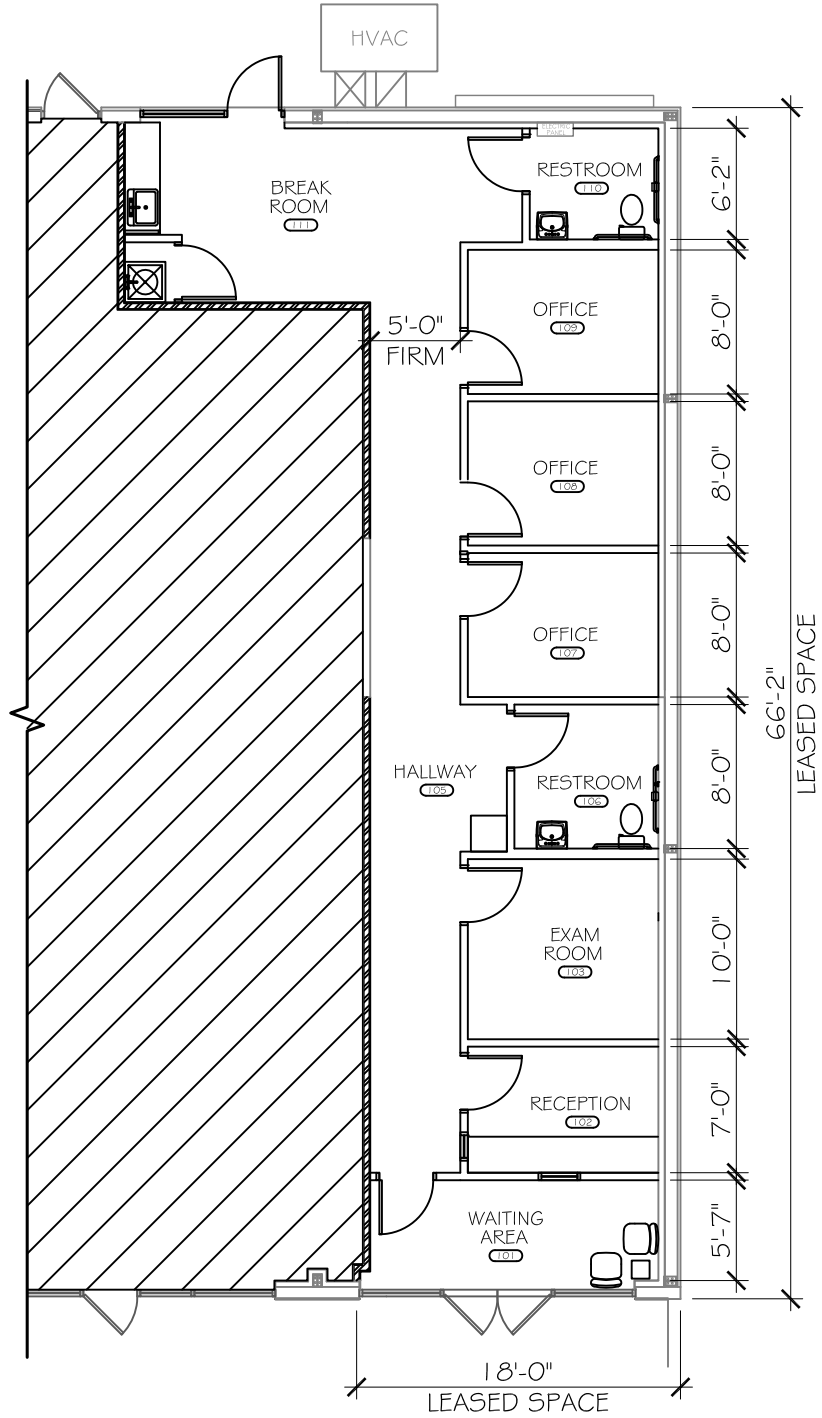 HVAC
ELECTRIC
PANEL
RESTROOM
110
BREAK
ROOM
111
6'-2"
OFFICE
109
5'-0"
FIRM
8'-0"
OFFICE
108
8'-0"
OFFICE
107
8'-0"
66'-2"
LEASED SPACE
HALLWAY
105
RESTROOM
106
8'-0"
EXAM
ROOM
103
10'-0"
RECEPTION
102
7'-0"
WAITING
AREA
101
5'-7"
18'-0"
LEASED SPACE